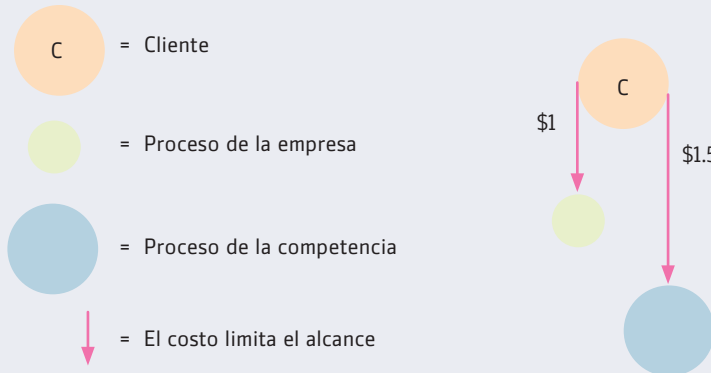 C = Cliente
= Proceso de la empresa
= Proceso de la competencia
= El costo limita el alcance
C
$1
$1.5